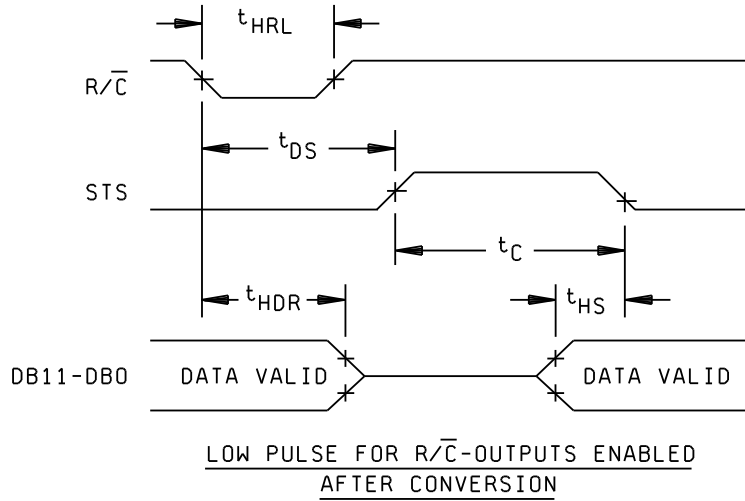 tHRL
R/C̅
tDS
STS
tC
tHDR
tHS
DB11-DB0 DATA VALID DATA VALID
LOW PULSE FOR R/C̅-OUTPUTS ENABLED
AFTER CONVERSION